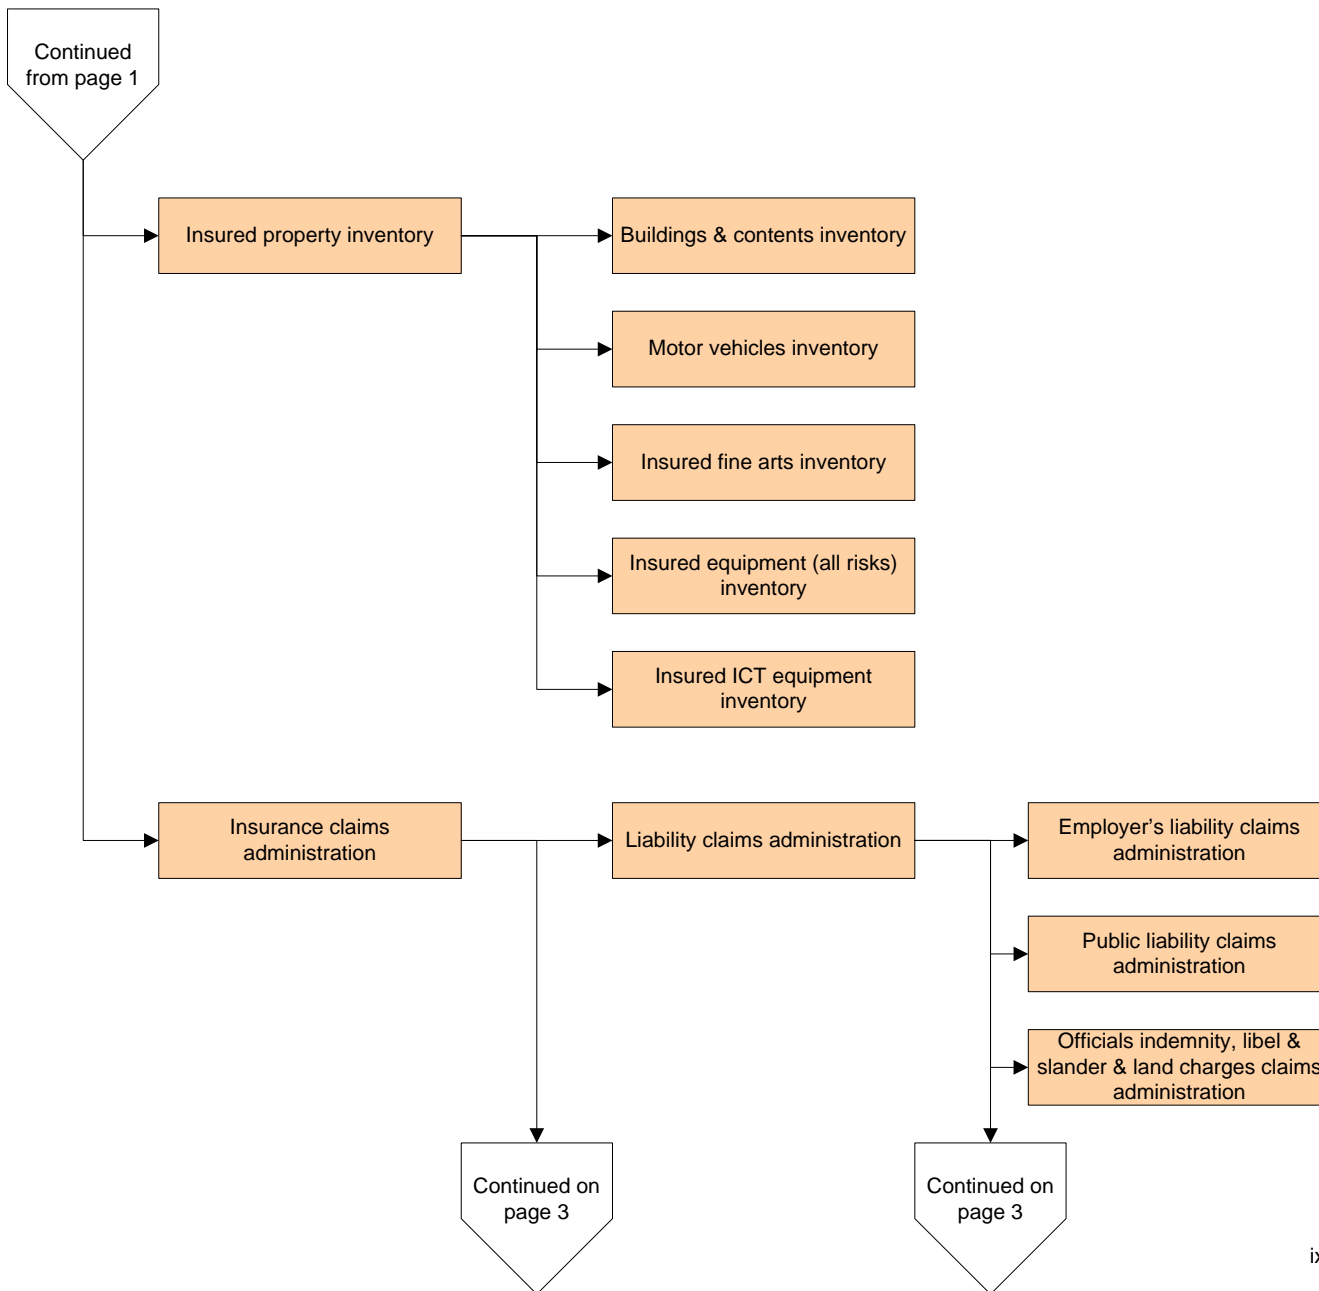 Continued
from page 1
Insured property inventory
Buildings & contents inventory
Motor vehicles inventory
Insured fine arts inventory
Insured equipment (all risks)
inventory
Insured ICT equipment
inventory
Insurance claims
administration
Liability claims administration
Employer’s liability claims
administration
Public liability claims
administration
Officials indemnity, libel &
slander & land charges claims
administration
Continued on
page 3
Continued on
page 3
ix